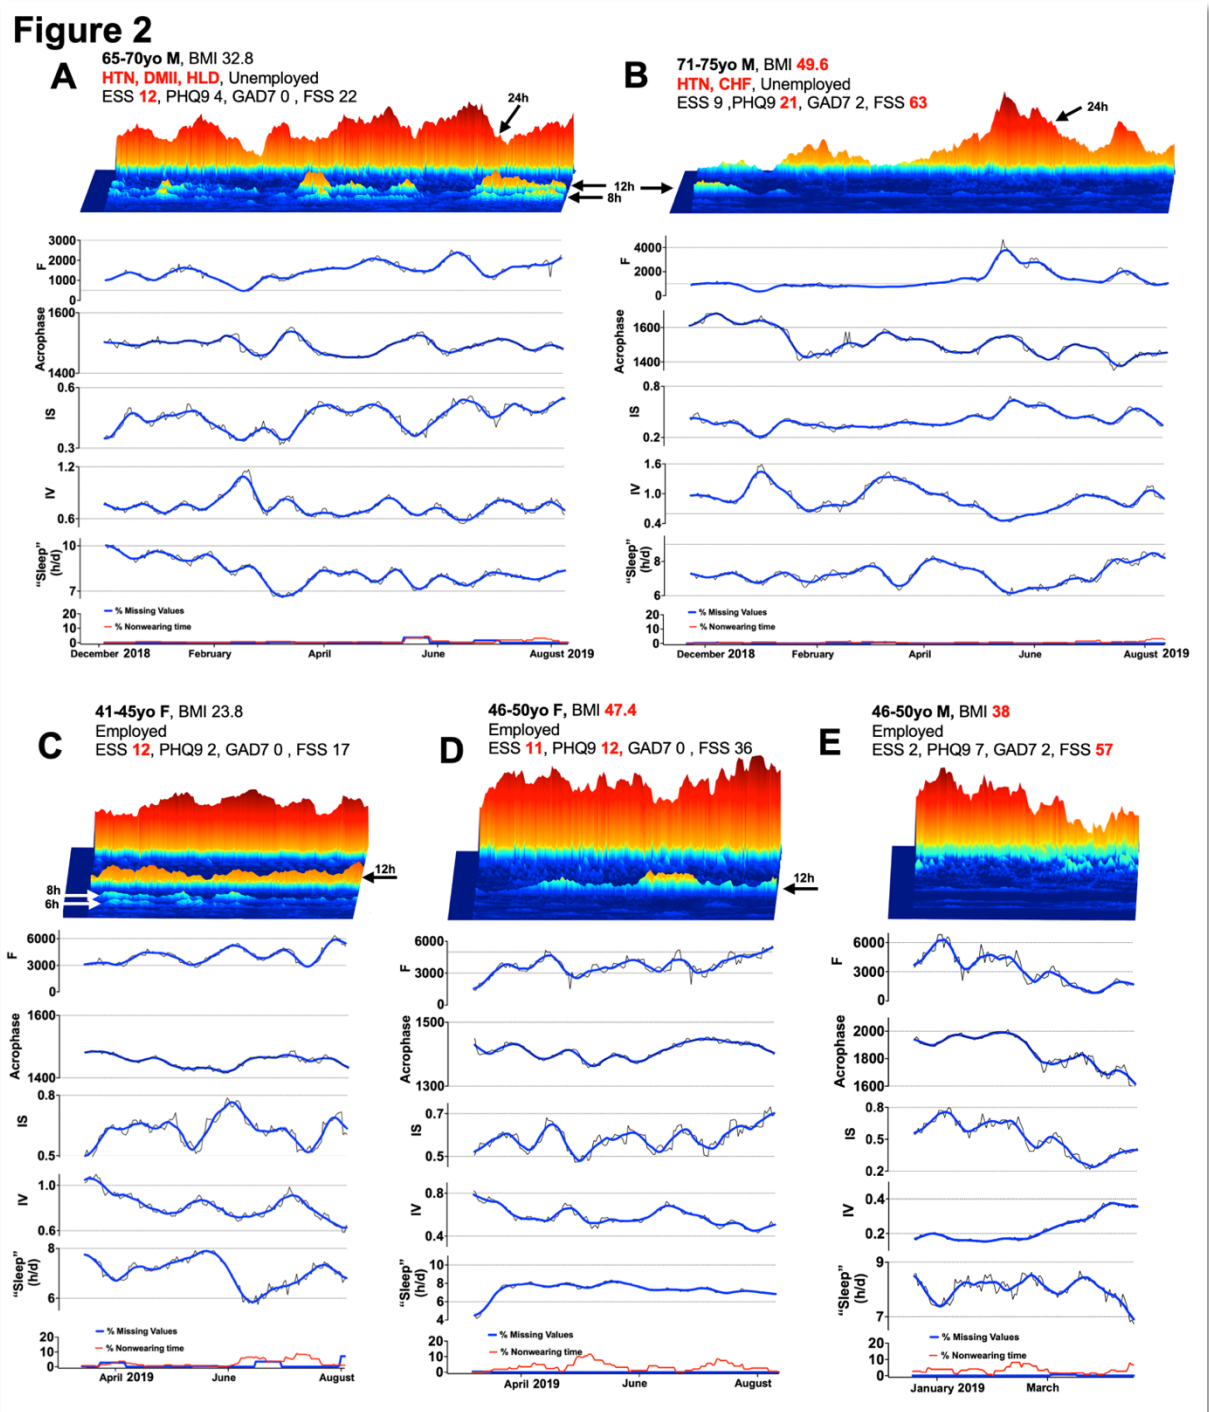 Figure 2
A
65-70yo M, BMI 32.8
HTN, DMII, HLD, Unemployed
ESS 12, PHQ9 4, GAD7 0 , FSS 22
24h
12h
8h
F
3000
2000
1000
0
Acrophase
1600
1400
IS
0.6
0.3
IV
1.2
0.6
“Sleep”
(h/d)
10
7
% Missing Values
% Nonwearing time
20
10
0
December 2018
February
April
June
August 2019
B
71-75yo M, BMI 49.6
HTN, CHF, Unemployed
ESS 9 ,PHQ9 21, GAD7 2, FSS 63
24h
F
4000
2000
0
Acrophase
1600
1400
IS
0.8
0.2
IV
1.6
1.0
0.4
“Sleep”
(h/d)
8
6
% Missing Values
% Nonwearing time
20
10
0
December 2018
February
April
June
August 2019
C
41-45yo F, BMI 23.8
Employed
ESS 12, PHQ9 2, GAD7 0 , FSS 17
12h
8h
6h
F
6000
3000
0
Acrophase
1600
1400
IS
0.8
0.5
IV
1.0
0.6
“Sleep”
(h/d)
8
6
% Missing Values
% Nonwearing time
20
10
0
April 2019
June
August
D
46-50yo F, BMI 47.4
Employed
ESS 11, PHQ9 12, GAD7 0 , FSS 36
12h
F
6000
3000
0
Acrophase
1500
1300
IS
0.7
0.5
IV
0.8
0.4
“Sleep”
(h/d)
10
8
6
4
% Missing Values
% Nonwearing time
20
10
0
April 2019
June
August
E
46-50yo M, BMI 38
Employed
ESS 2, PHQ9 7, GAD7 2, FSS 57
F
6000
3000
0
Acrophase
2000
1800
1600
IS
0.8
0.5
0.2
IV
0.4
0.2
“Sleep”
(h/d)
9
7
% Missing Values
% Nonwearing time
20
10
0
January 2019
March